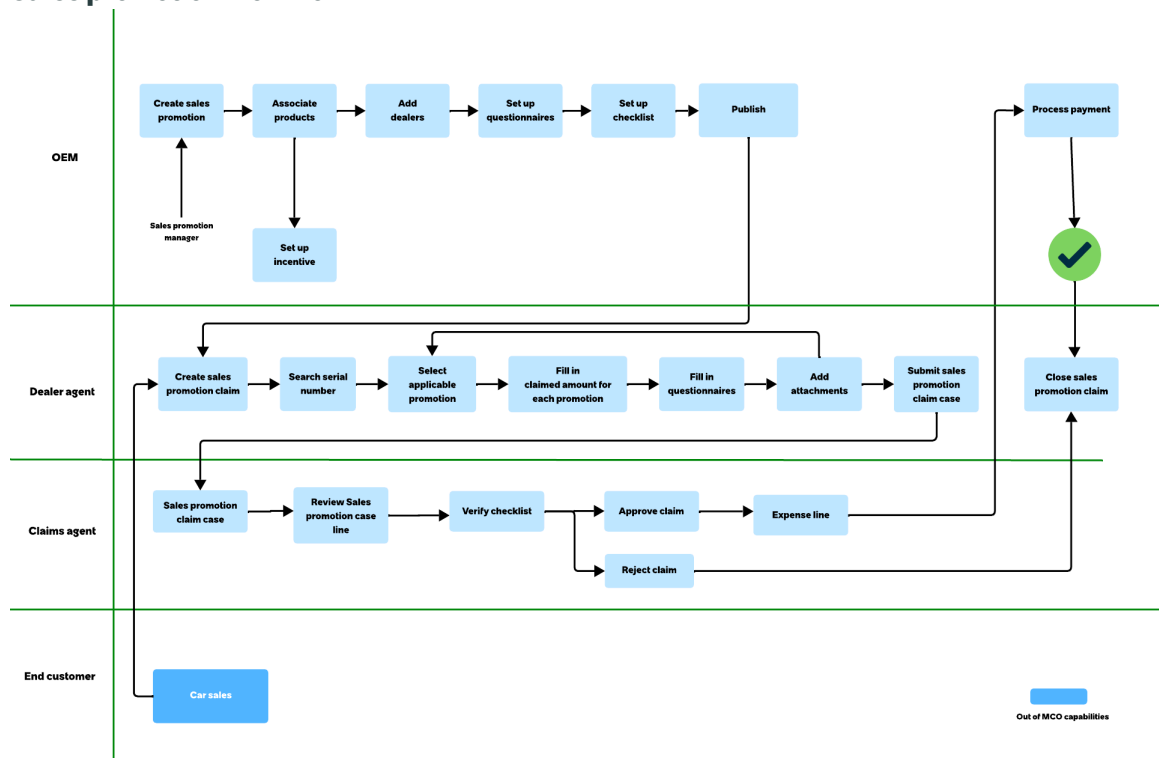 Create sales
promotion
Associate
products
Add
dealers
Set up
questionnaires
Set up
checklist
Publish
Process payment
OEM
Sales promotion
manager
Set up
incentive
Dealer agent
Create sales
promotion claim
Search serial
number
Select
applicable
promotion
Fill in
claimed amount for
each promotion
Fill in
questionnaires
Add
attachments
Submit sales
promotion
claim case
Close sales
promotion claim
Claims agent
Sales promotion
claim case
Review Sales
promotion case
line
Verify checklist
Approve claim
Expense line
Reject claim
End customer
Car sales
Out of MCO capabilities